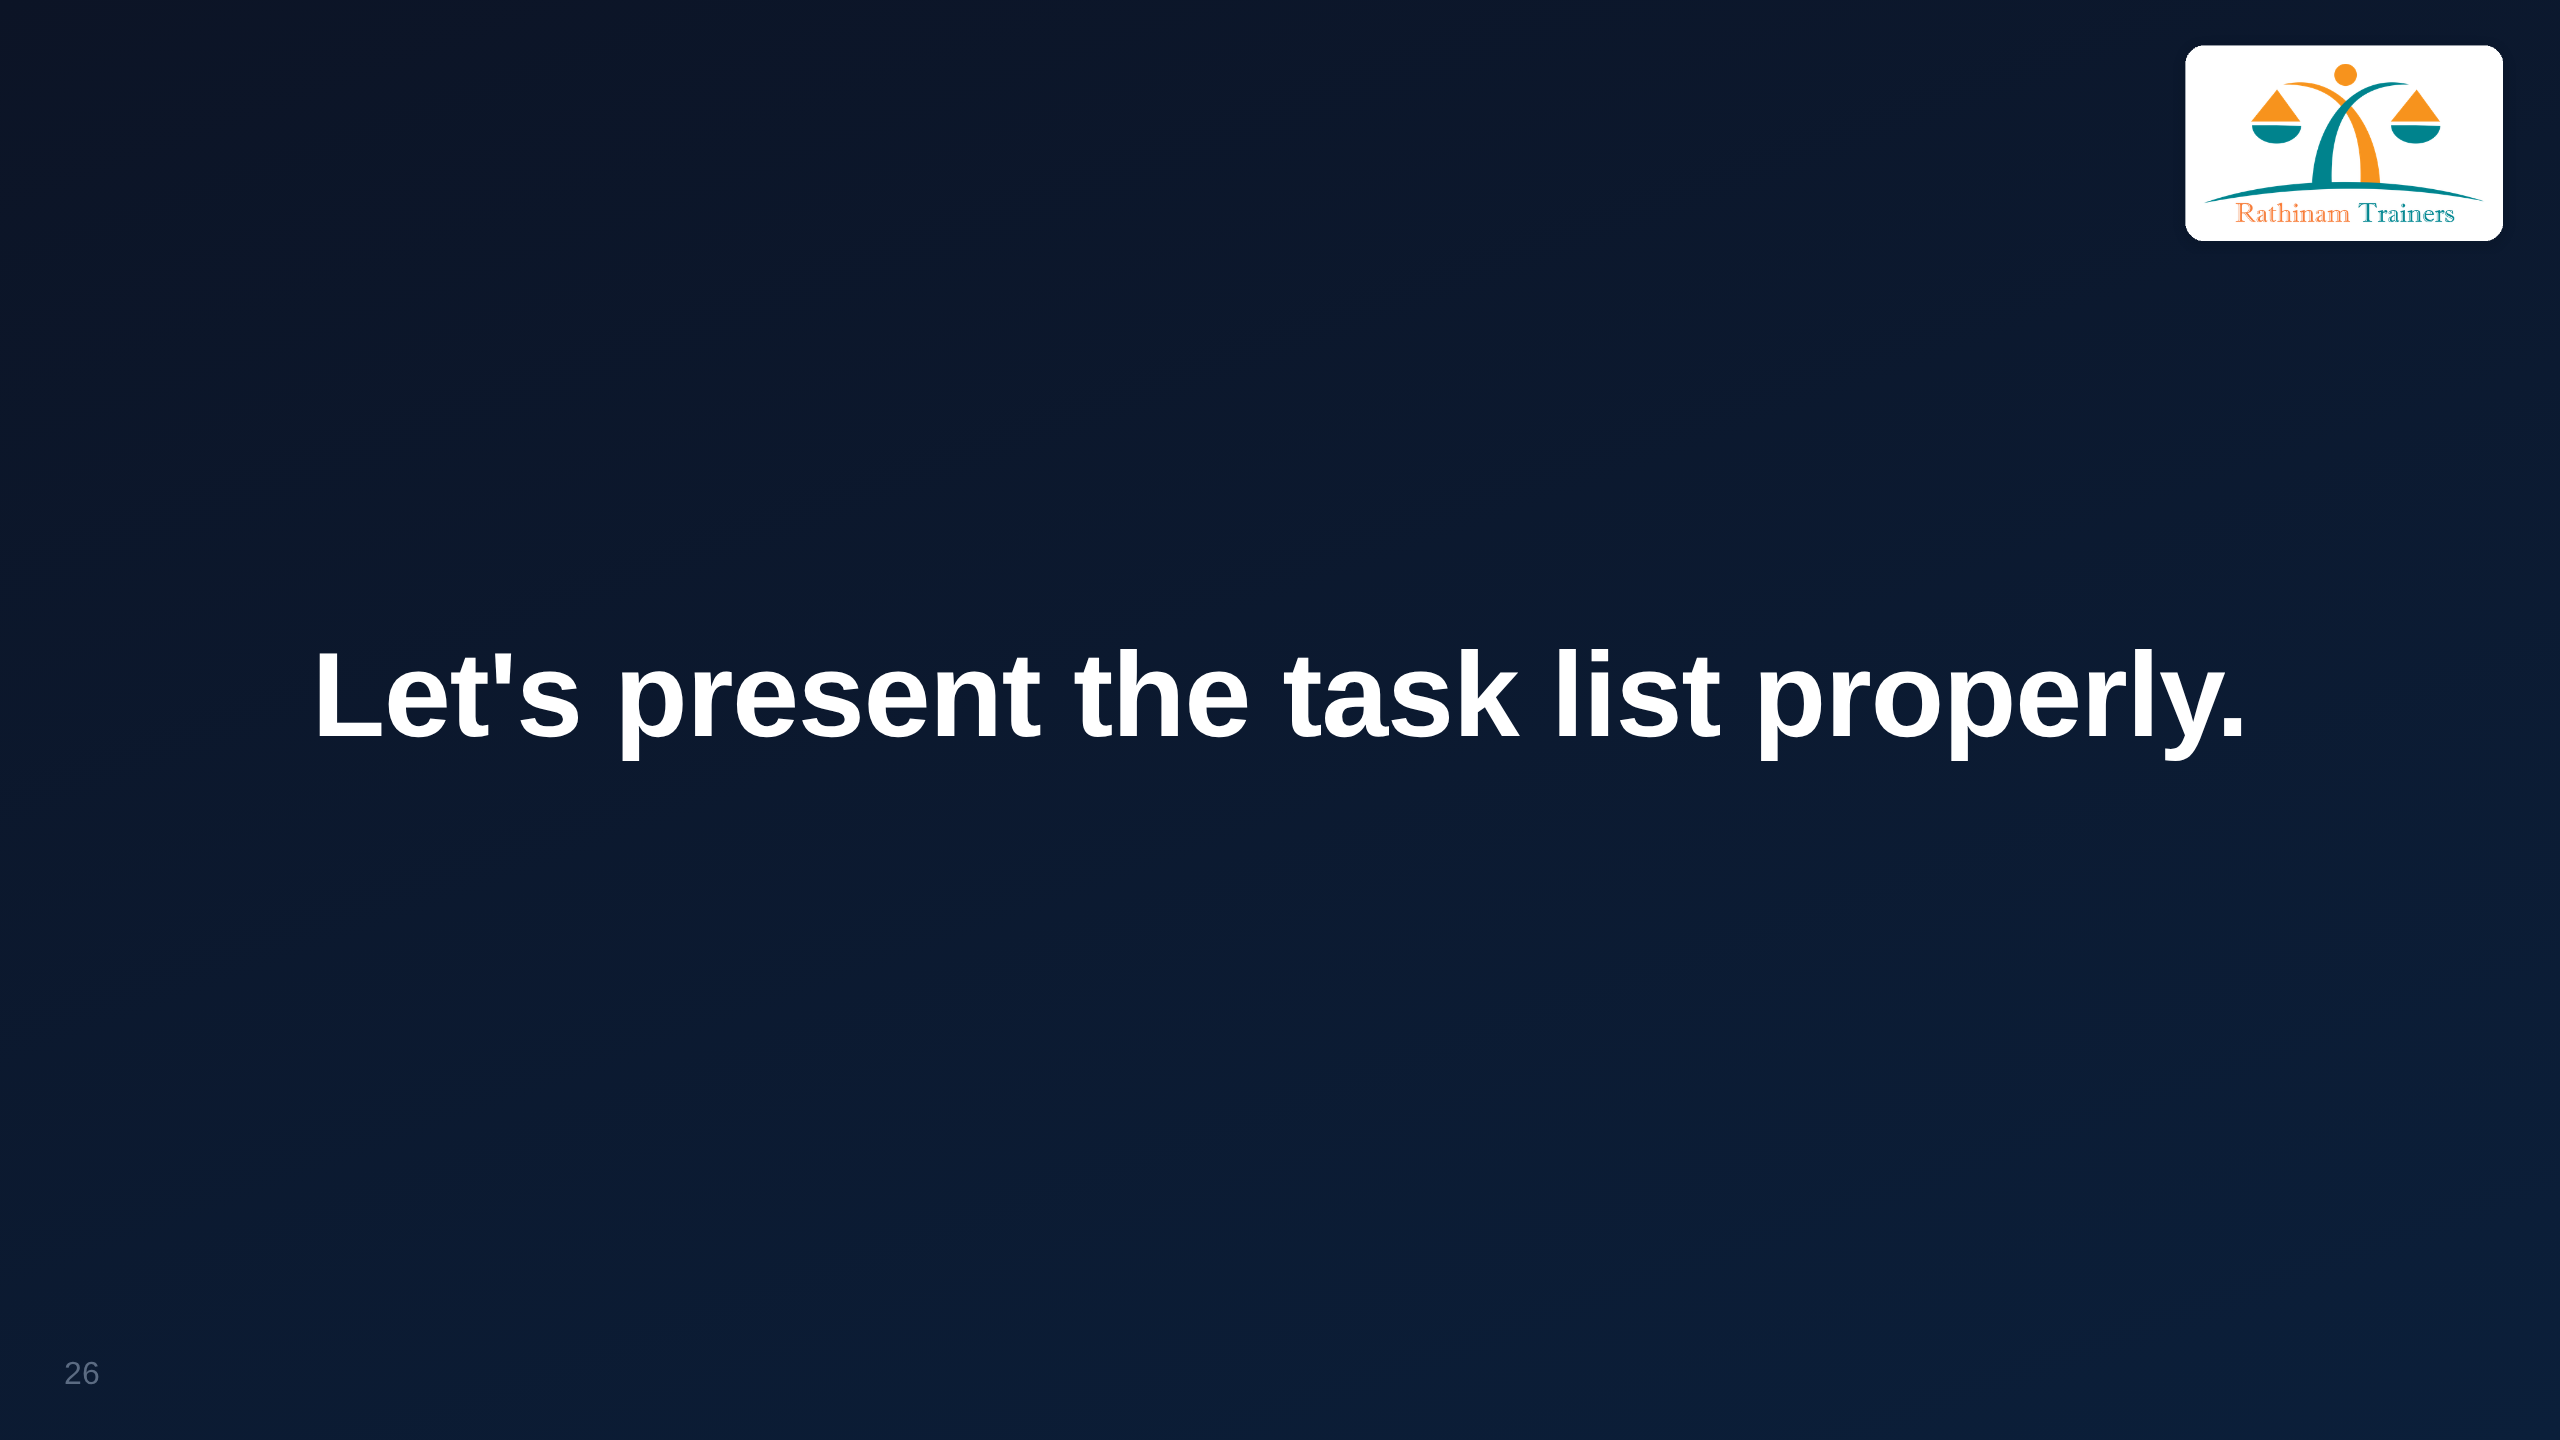 Rathinam Trainers
Let's present the task list properly.
26